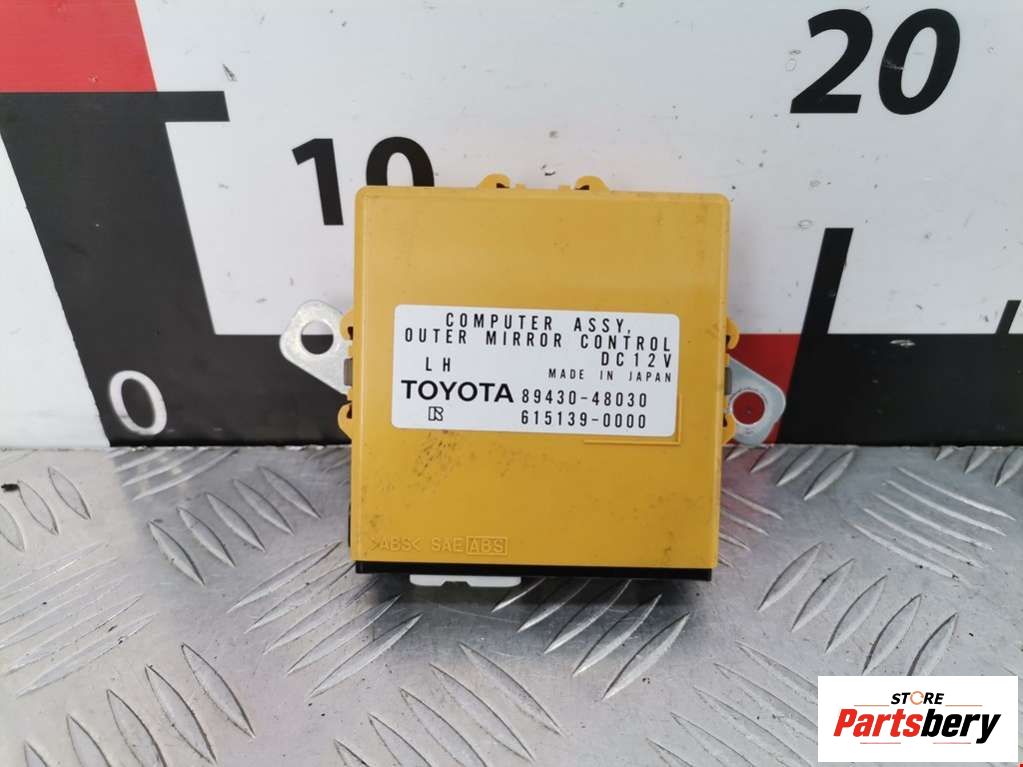 20
10
0
COMPUTER ASSY,
OUTER MIRROR CONTROL
DC12V
LH
MADE IN JAPAN
TOYOTA 89430-48030
R 615139-0000
>ABS< SAE ABS
STORE
Partsbery